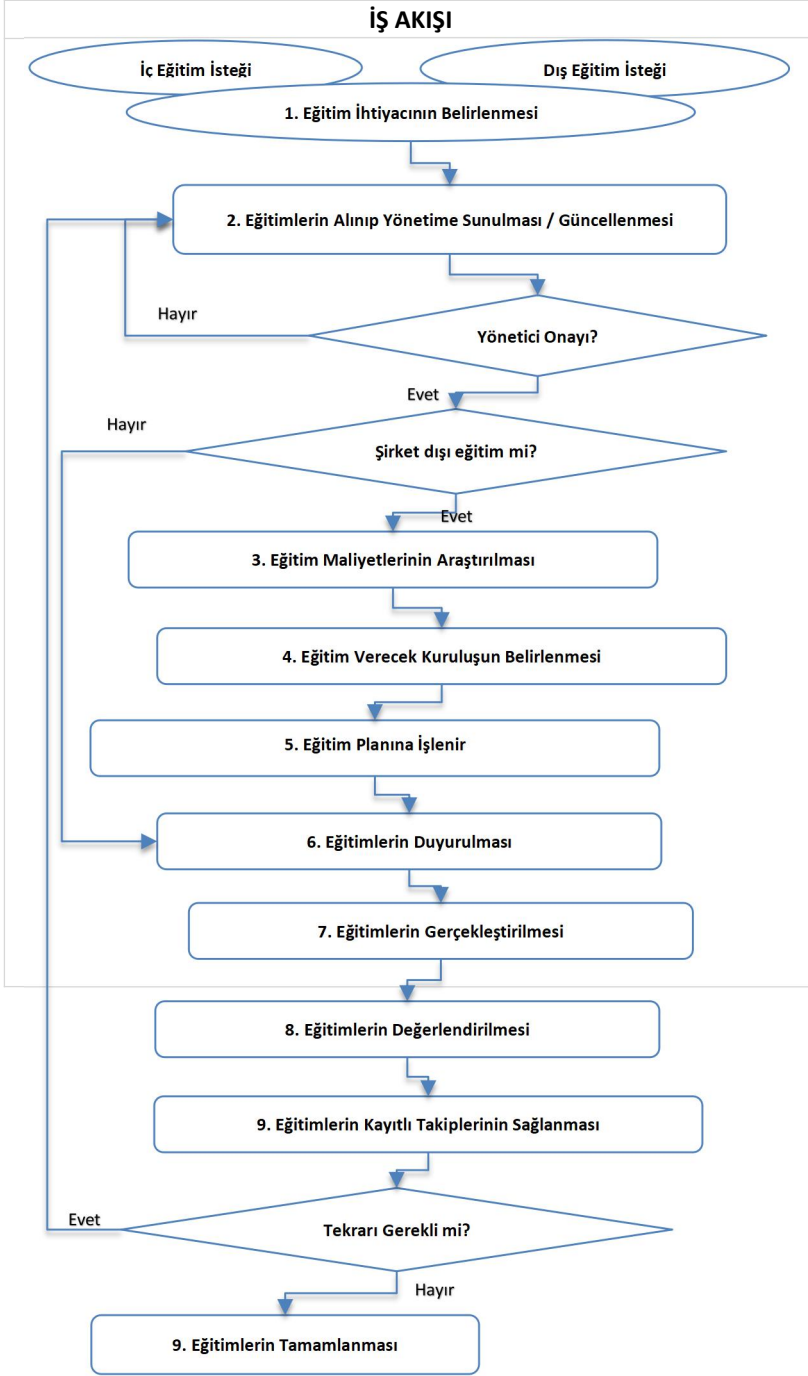 İŞ AKIŞI
İç Eğitim İsteği
Dış Eğitim İsteği
1. Eğitim İhtiyacının Belirlenmesi
2. Eğitimlerin Alınıp Yönetime Sunulması / Güncellenmesi
Hayır
Yönetici Onayı?
Evet
Hayır
Şirket dışı eğitim mi?
Evet
3. Eğitim Maliyetlerinin Araştırılması
4. Eğitim Verecek Kuruluşun Belirlenmesi
5. Eğitim Planına İşlenir
6. Eğitimlerin Duyurulması
7. Eğitimlerin Gerçekleştirilmesi
8. Eğitimlerin Değerlendirilmesi
9. Eğitimlerin Kayıtlı Takiplerinin Sağlanması
Evet
Tekrarı Gerekli mi?
Hayır
9. Eğitimlerin Tamamlanması